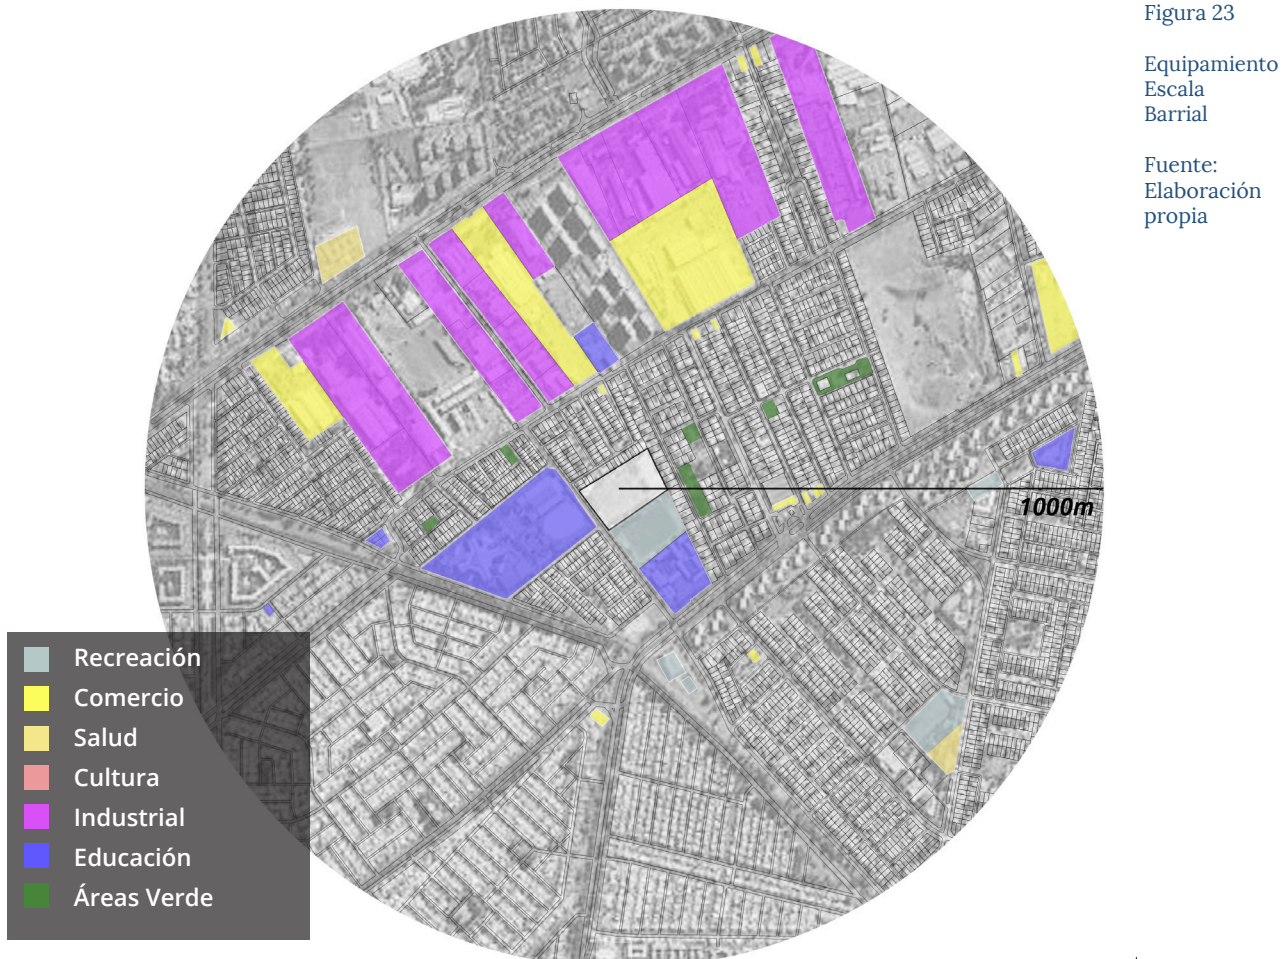 Figura 23
Equipamiento
Escala
Barrial
Fuente:
Elaboración
propia
1000m
Recreación
Comercio
Salud
Cultura
Industrial
Educación
Áreas Verde